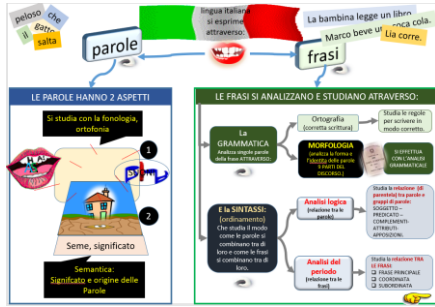 peloso
che
il
gatto
salta
lingua italiana
si esprime
attraverso:
La bambina legge un libro.
Marco beve una coca cola.
Lia corre.
parole
frasi
LE PAROLE HANNO 2 ASPETTI
Si studia con la fonologia,
ortofonia
1
2
Seme, significato
Semantica:
Signifcato e origine delle
Parole
LE FRASI SI ANALIZZANO E STUDIANO ATRAVERSO:
La
GRAMMATICA
Analizza singole parole
della frase ATTRAVERSO:
Ortografia
(corretta scrittura)
Studia le regole
per scrivere in
modo corretto.
MORFOLOGIA
(analizza la forma e
l'identità delle parole
9 PARTI DEL
DISCORSO.)
SI EFFETTUA
CON L'ANALISI
GRAMMATICALE
E la SINTASSI:
(ordinamento)
Che studia il modo
come le parole si
combinano tra di
loro e come le frasi
si combinano tra
di loro.
Analisi logica
(relazione tra le parole)
Studia la relazione (di
parentela) tra parole e
gruppi di parole:
SOGGETTO –
PREDICATO –
COMPLEMENTI-
ATTRIBUTI
APPOSIZIONI.
Analisi del
periodo
(relazione tra le frasi)
Studia la relazione TRA
LE FRASI:
FRASE PRINCIPALE
COORDINATA
SUBORDINATA